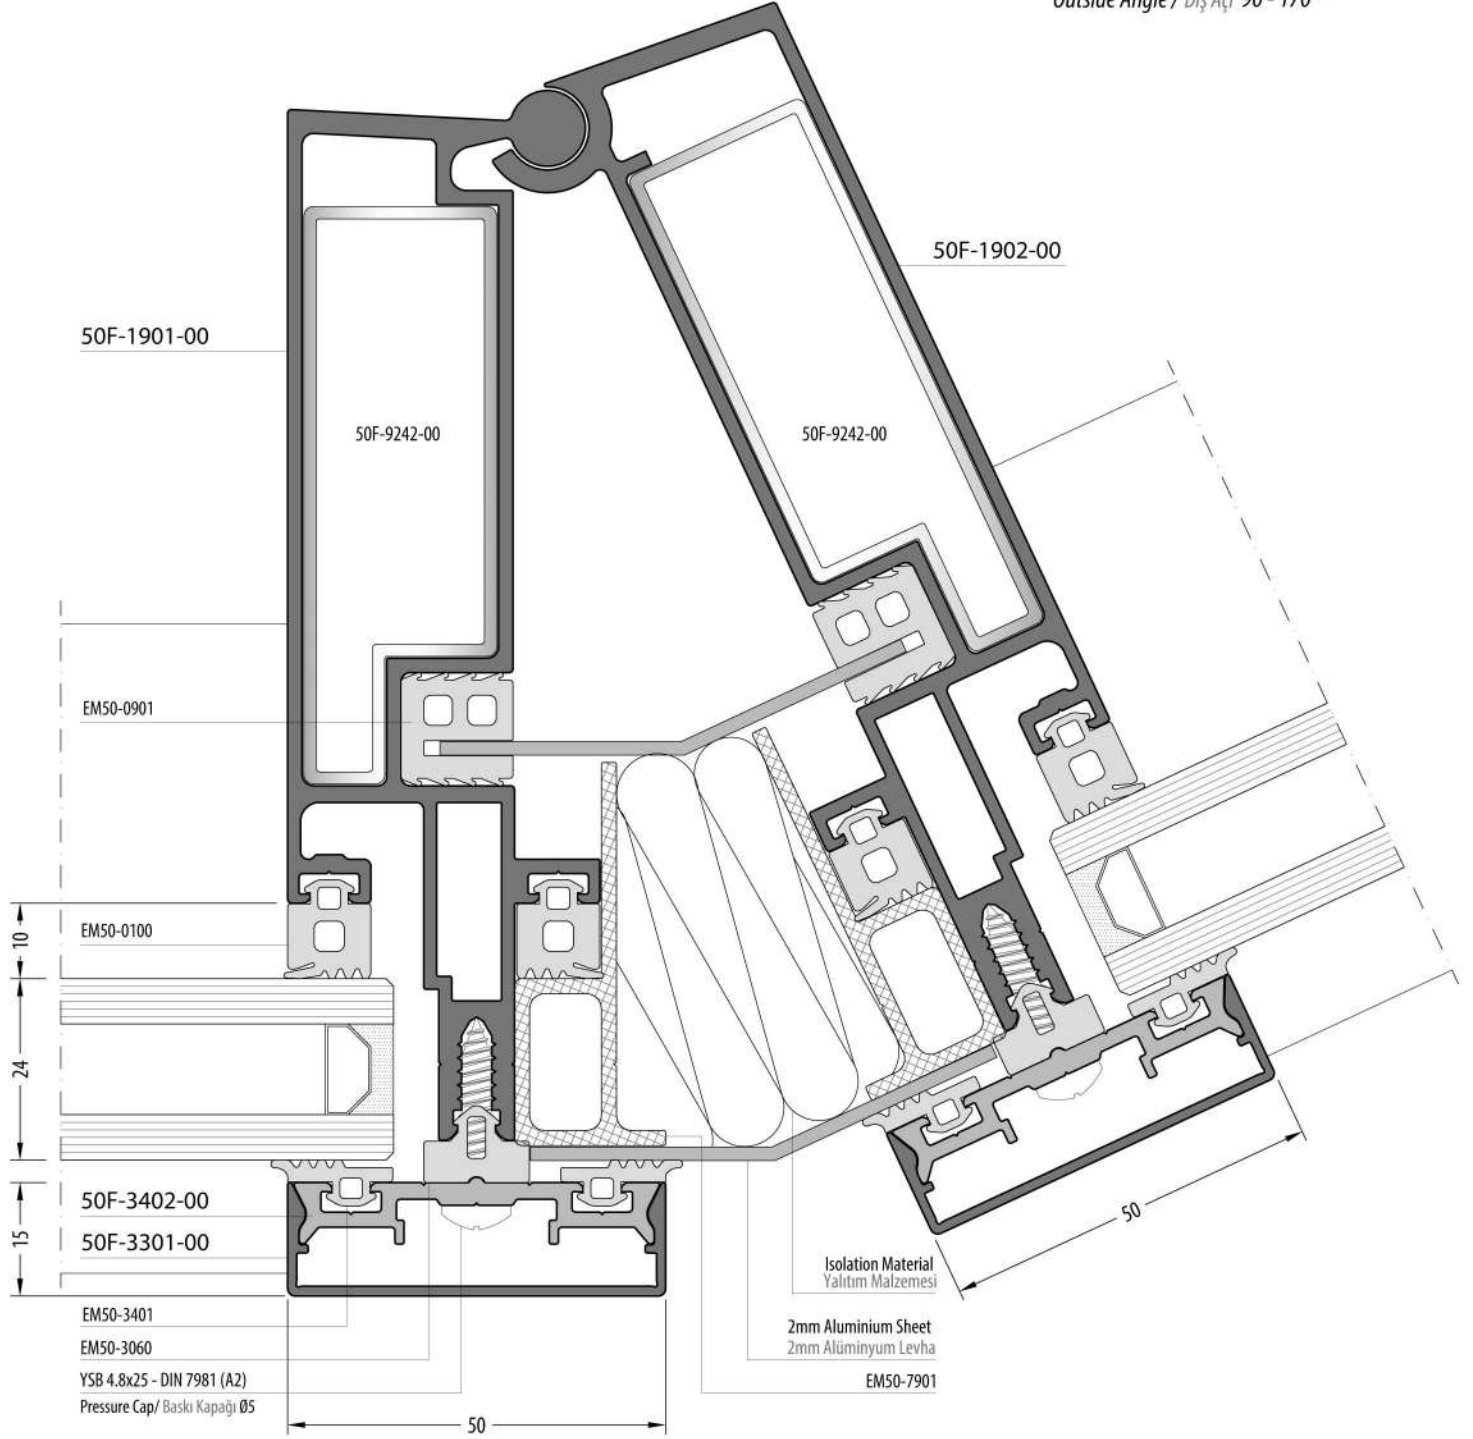 Outside Angle / Dış Açı 90 - 170°
50F-1902-00
50F-1901-00
50F-9242-00
50F-9242-00
EM50-0901
EM50-0100
10
24
15
50F-3402-00
50F-3301-00
EM50-3401
EM50-3060
YSB 4.8x25 - DIN 7981 (A2)
Pressure Cap/ Baskı Kapağı Ø5
50
50
Isolation Material
Yalıtım Malzemesi
2mm Aluminium Sheet
2mm Alüminyum Levha
EM50-7901